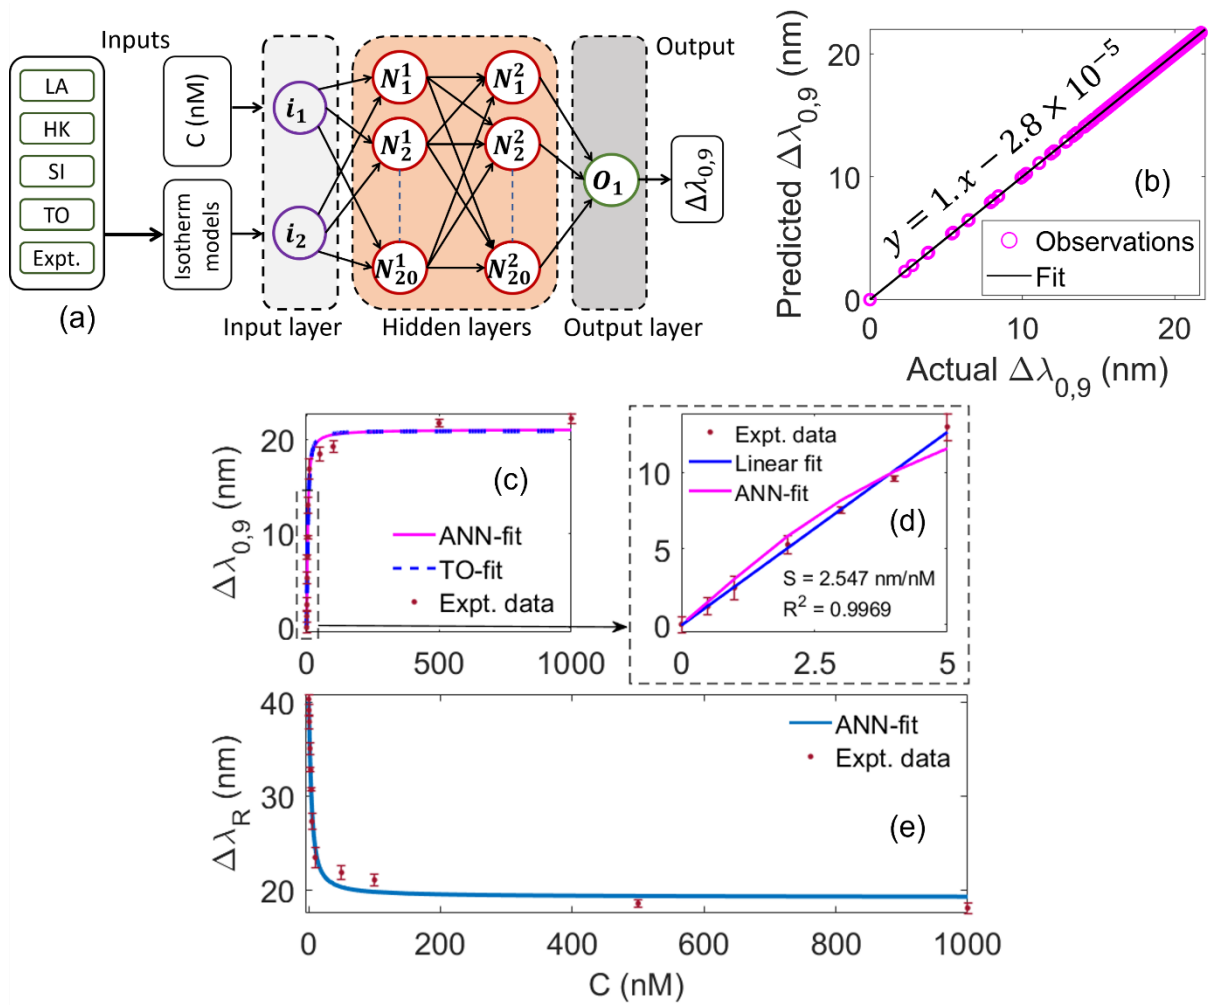 Inputs
LA
HK
SI
TO
Expt.
C (nM)
Isotherm
models
i₁
i₂
N₁¹
N₂¹
N₂₀¹
N₁²
N₂²
N₂₀²
O₁
Output
Δλ₀,₉
(a)
Input layer
Hidden layers
Output layer
Predicted Δλ₀,₉ (nm)
20
10
0
y = 1.x − 2.8 × 10⁻⁵
(b)
Observations
Fit
0
10
20
Actual Δλ₀,₉ (nm)
Δλ₀,₉ (nm)
20
10
0
(c)
ANN-fit
TO-fit
Expt. data
0
500
1000
10
5
0
Expt. data
Linear fit
ANN-fit
(d)
S = 2.547 nm/nM
R² = 0.9969
0
2.5
5
Δλ_R (nm)
40
30
20
ANN-fit
Expt. data
(e)
0
200
400
600
800
1000
C (nM)